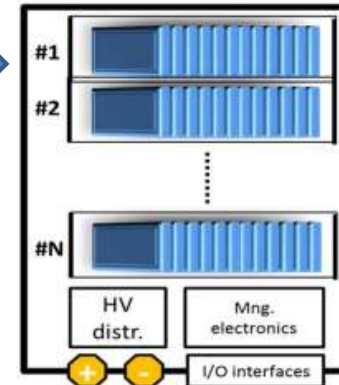 #1
#2
#N
HV
distr.
Mng.
electronics
+
-
I/O interfaces